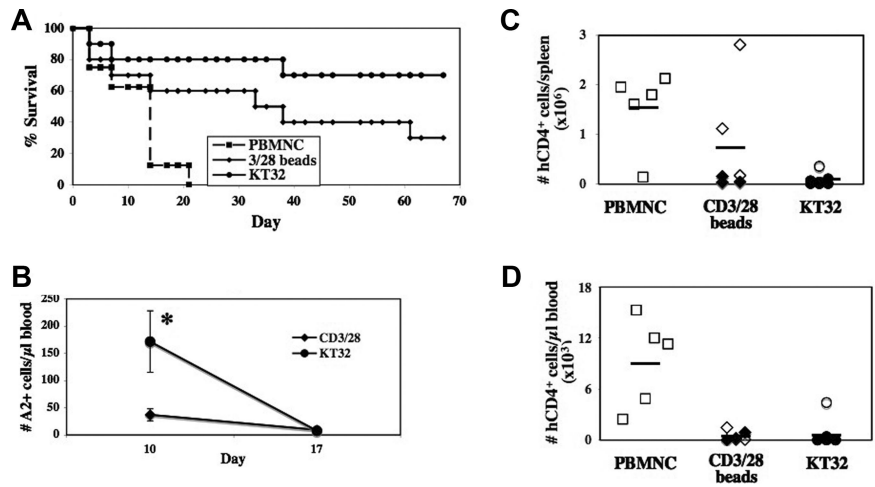 A
% Survival
100
80
60
40
20
0
PBMNC
3/28 beads
KT32
0 10 20 30 40 50 60 70
Day
B
# A2+ cells/µl blood
250
200
150
100
50
0
*
CD3/28
KT32
10 17
Day
C
# hCD4+ cells/spleen
(x10⁶)
3
2
1
0
PBMNC CD3/28 KT32
beads
D
# hCD4+ cells/µl blood
(x10³)
18
12
6
0
PBMNC CD3/28 KT32
beads